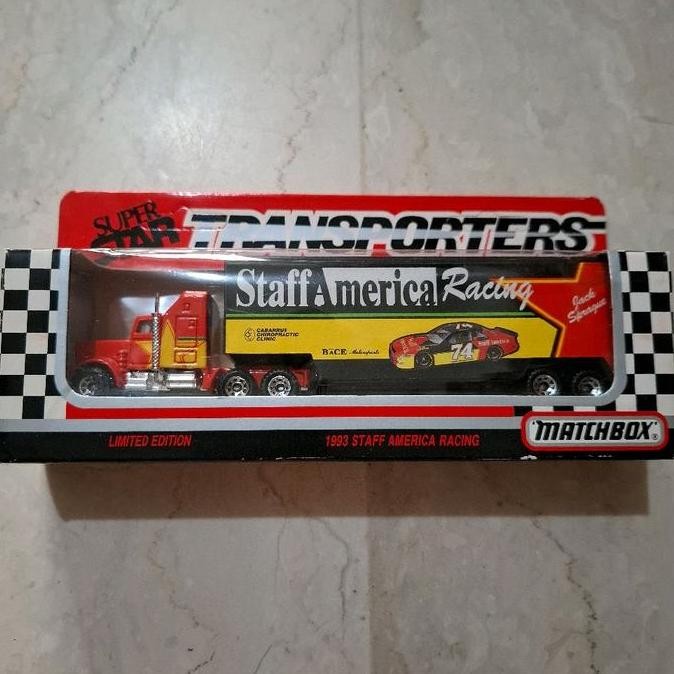 SUPER
STAR
TRANSPORTERS
StaffAmerica Racing
Jack
Sprague
CABARRUS
CHIROPRACTIC
CLINIC
BACE Motorsports
74
LIMITED EDITION
1993 STAFF AMERICA RACING
MATCHBOX®